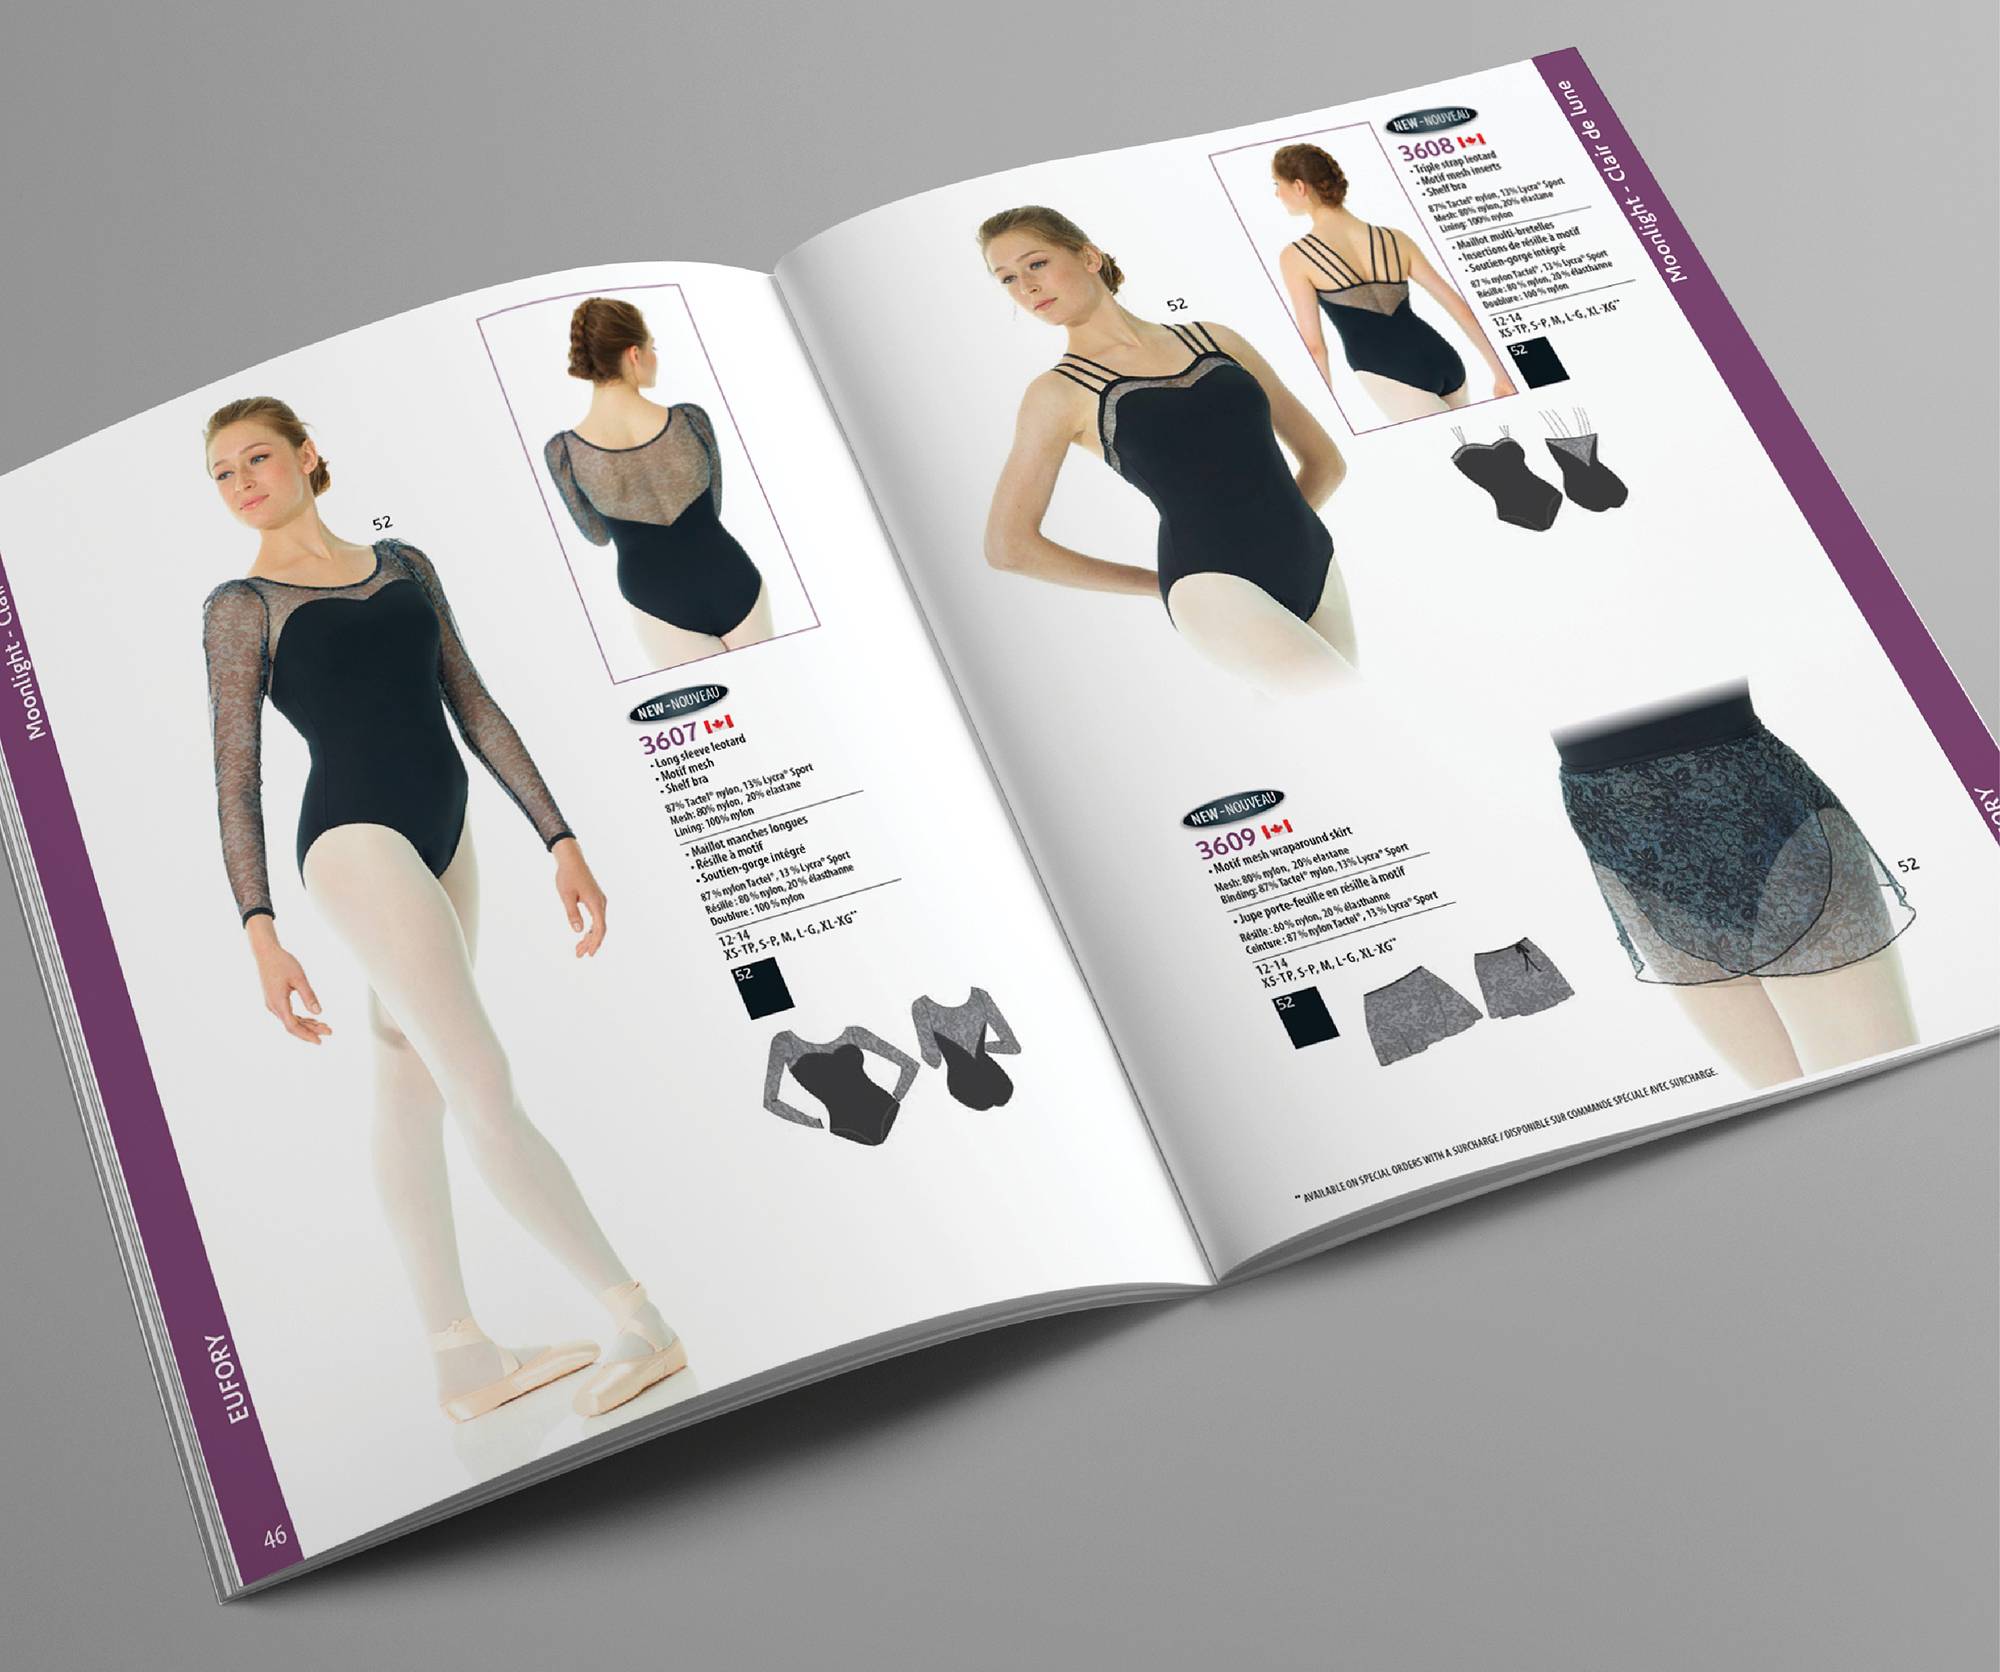 Moonlight - Clair
52
NEW-NOUVEAU
3607
• Long sleeve leotard
• Motif mesh
• Shelf bra
87% Tactel® nylon, 13% Lycra® Sport
Mesh: 80% nylon, 20% elastane
Lining: 100% nylon
• Maillot manches longues
• Résille à motif
• Soutien-gorge intégré
87 % nylon Tactel®, 13 % Lycra® Sport
Résille : 80 % nylon, 20 % élasthanne
Doublure : 100 % nylon
12-14
XS-TP, S-P, M, L-G, XL-XG**
52
EUFORY
46
Moonlight - Clair de lune
52
NEW-NOUVEAU
3608
• Triple strap leotard
• Motif mesh inserts
• Shelf bra
87% Tactel® nylon, 13% Lycra® Sport
Mesh: 80% nylon, 20% elastane
Lining: 100% nylon
• Maillot multi-bretelles
• Insertions de résille à motif
• Soutien-gorge intégré
87 % nylon Tactel®, 13 % Lycra® Sport
Résille : 80 % nylon, 20 % élasthanne
Doublure : 100 % nylon
12-14
XS-TP, S-P, M, L-G, XL-XG**
52
NEW-NOUVEAU
3609
• Motif mesh wraparound skirt
Mesh: 80% nylon, 20% elastane
Binding: 87% Tactel® nylon, 13% Lycra® Sport
• Jupe porte-feuille en résille à motif
Résille : 80 % nylon, 20 % élasthanne
Ceinture : 87 % nylon Tactel®, 13 % Lycra® Sport
12-14
XS-TP, S-P, M, L-G, XL-XG**
52
52
** AVAILABLE ON SPECIAL ORDERS WITH A SURCHARGE / DISPONIBLE SUR COMMANDE SPÉCIALE AVEC SURCHARGE.